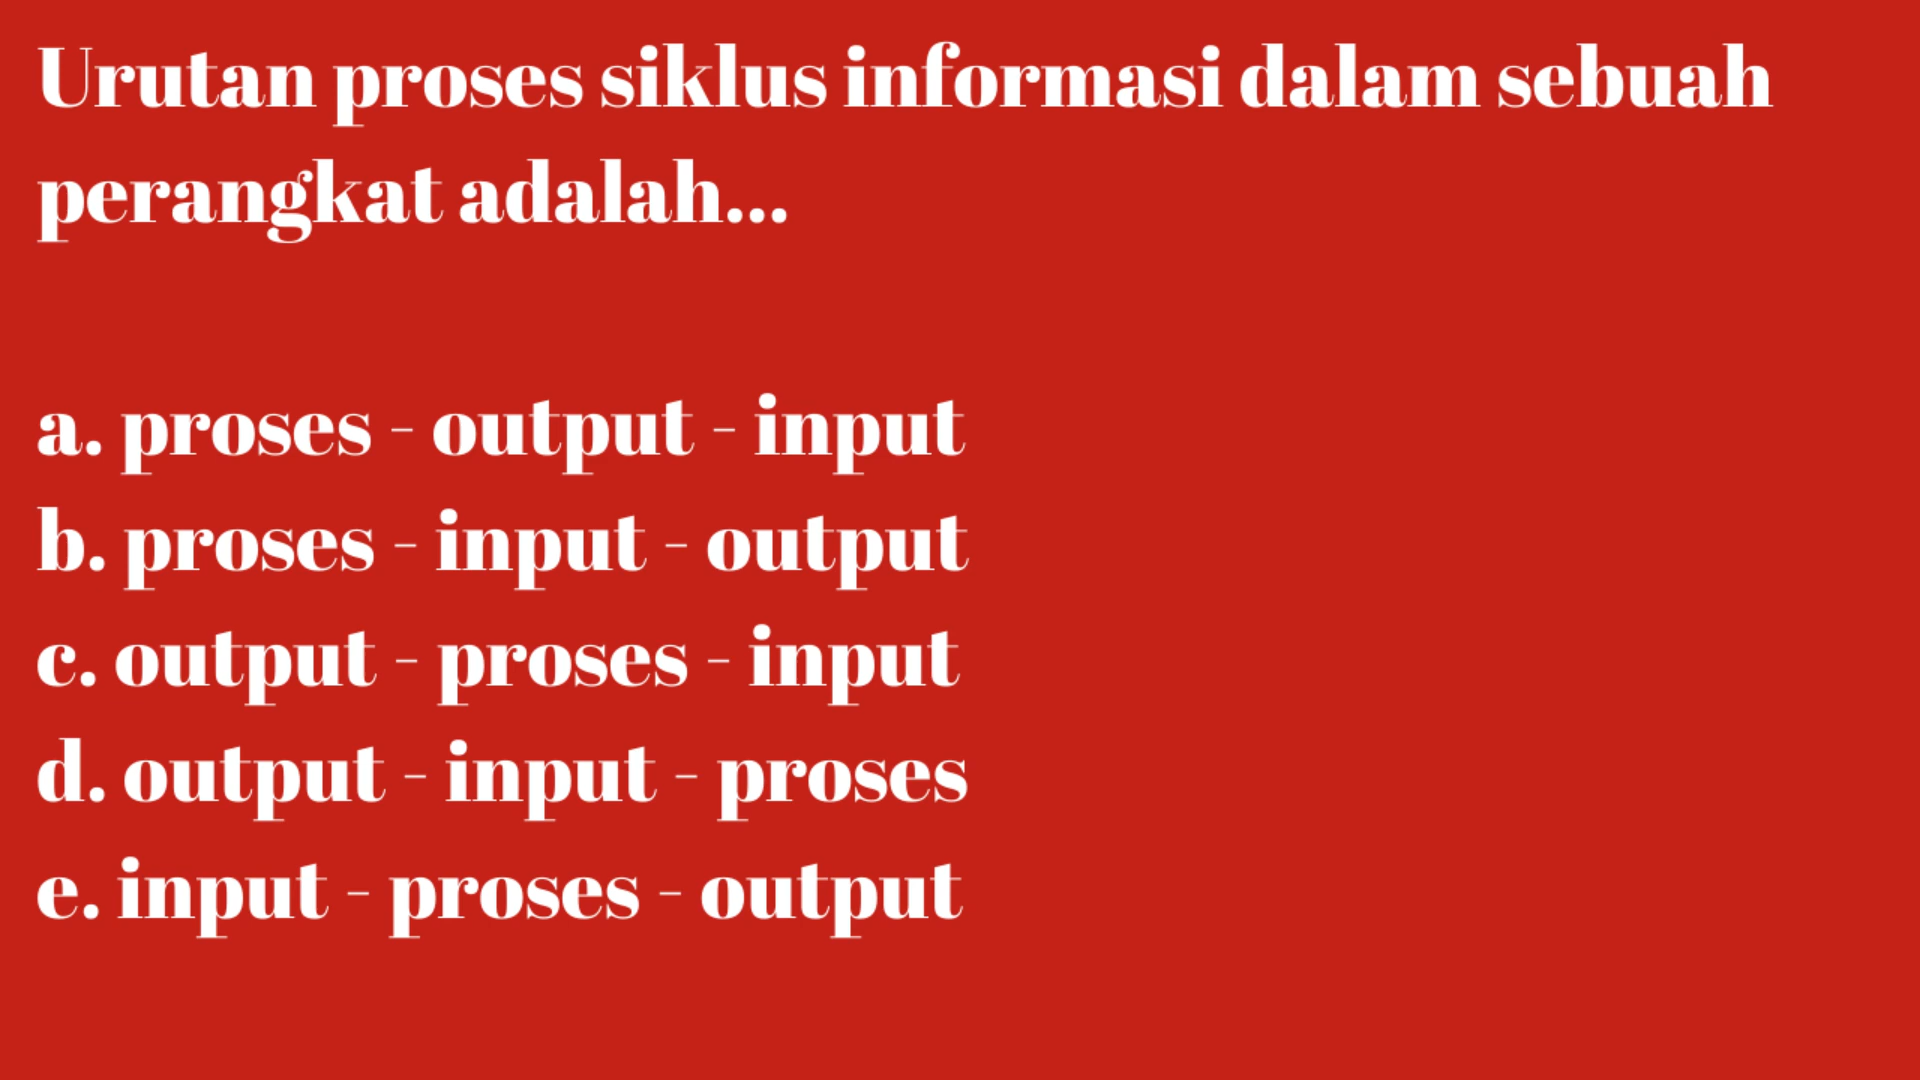 Urutan proses siklus informasi dalam sebuah
perangkat adalah...
a. proses - output - input
b. proses - input - output
c. output - proses - input
d. output - input - proses
e. input - proses - output